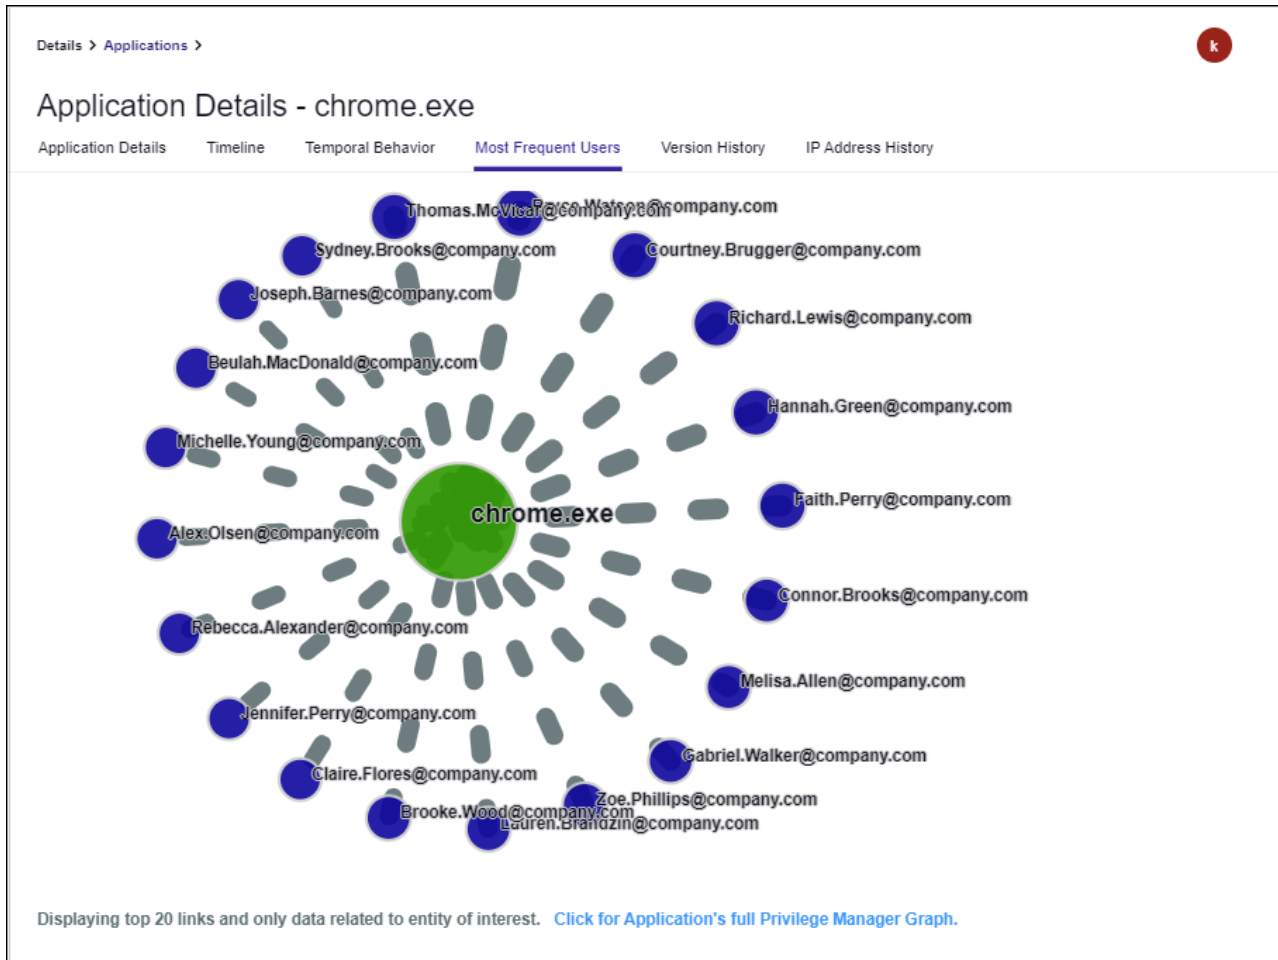 Details > Applications >
k
Application Details - chrome.exe
Application Details Timeline Temporal Behavior Most Frequent Users Version History IP Address History
Thomas.McVicar@company.com
Watson@company.com
Sydney.Brooks@company.com
Courtney.Brugger@company.com
Joseph.Barnes@company.com
Richard.Lewis@company.com
Beulah.MacDonald@company.com
Hannah.Green@company.com
Michelle.Young@company.com
Faith.Perry@company.com
chrome.exe
Alex.Olsen@company.com
Connor.Brooks@company.com
Rebecca.Alexander@company.com
Melisa.Allen@company.com
Jennifer.Perry@company.com
Gabriel.Walker@company.com
Claire.Flores@company.com
Zoe.Phillips@company.com
Brooke.Wood@company.com
Lauren.Brandzin@company.com
Displaying top 20 links and only data related to entity of interest. Click for Application's full Privilege Manager Graph.